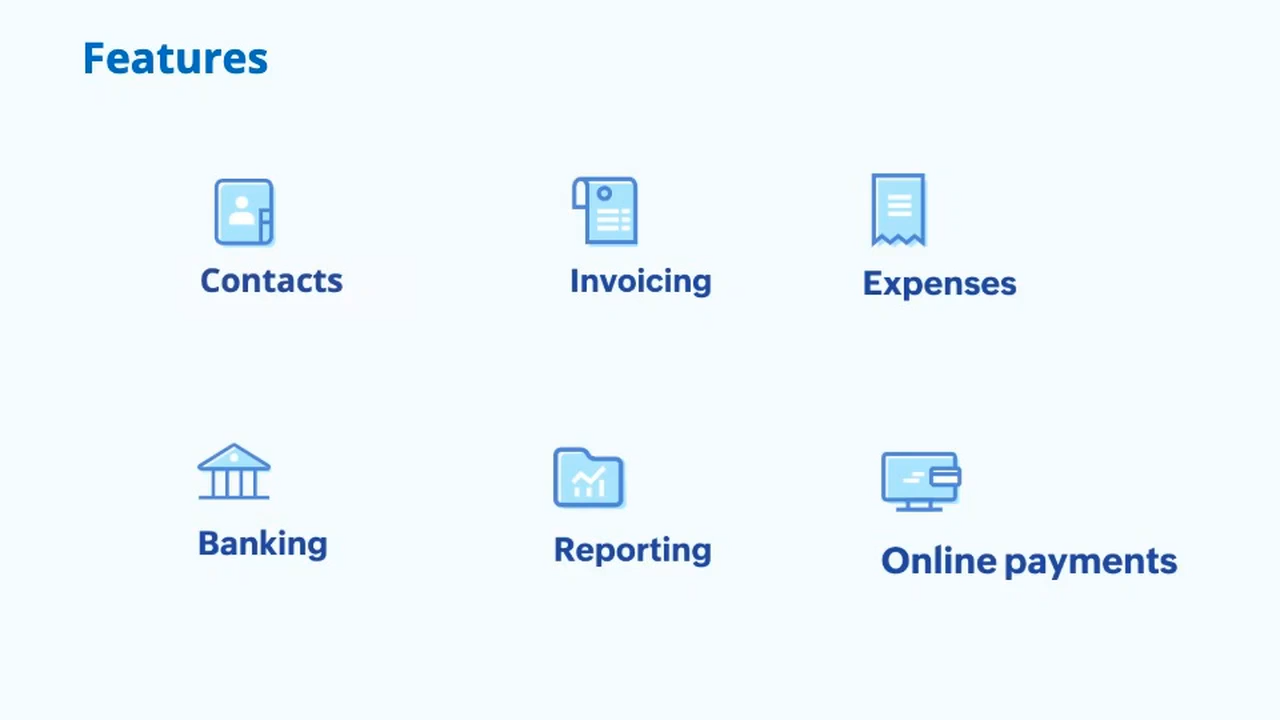 Features
Contacts
Invoicing
Expenses
Banking
Reporting
Online payments